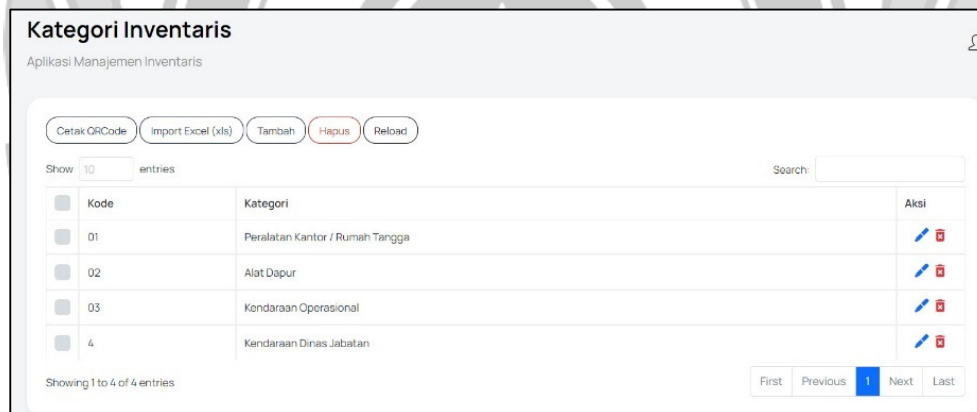 Kategori Inventaris
Aplikasi Manajemen Inventaris
Cetak QRCode Import Excel (xls) Tambah Hapus Reload
Show 10 entries Search:
Kode Kategori Aksi
01 Peralatan Kantor / Rumah Tangga
02 Alat Dapur
03 Kendaraan Operasional
4 Kendaraan Dinas Jabatan
Showing 1 to 4 of 4 entries First Previous 1 Next Last